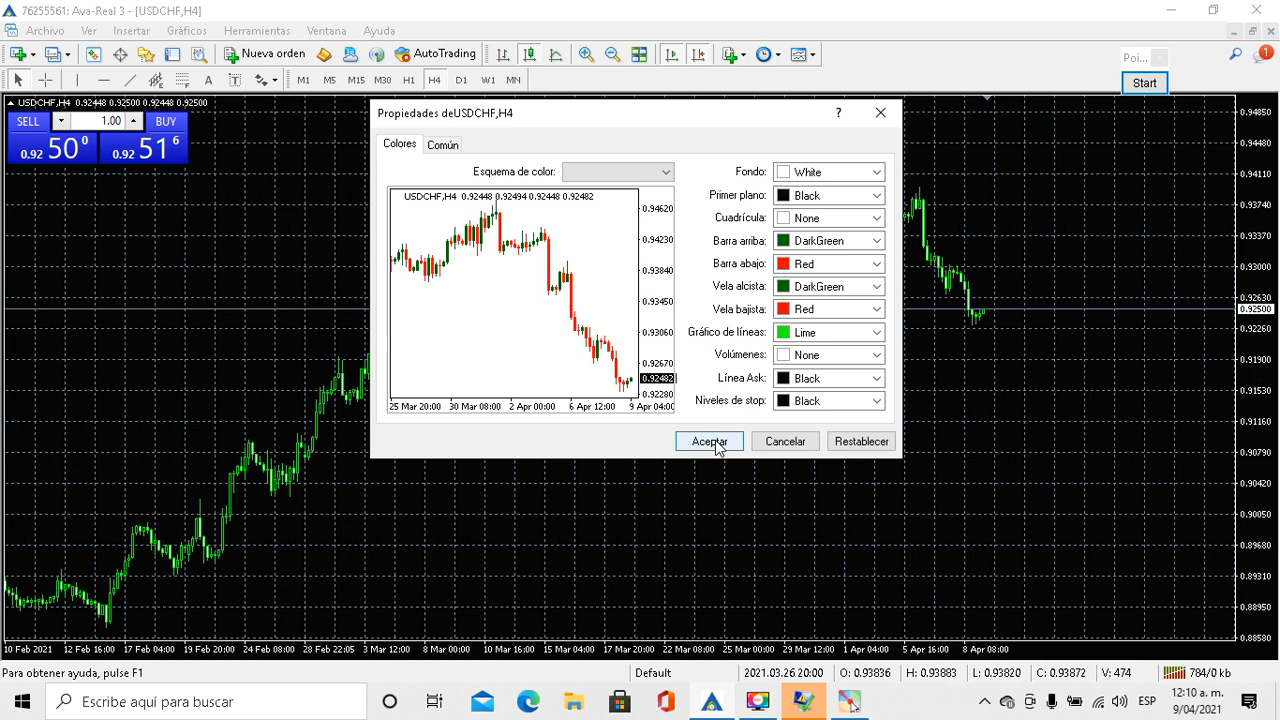 76255561: Ava-Real 3 - [USDCHF,H4]
Archivo Ver Insertar Gráficos Herramientas Ventana Ayuda
Nueva orden AutoTrading
A T M1 M5 M15 M30 H1 H4 D1 W1 MN
Poi...
Start
1
USDCHF,H4 0.92448 0.92500 0.92448 0.92500
SELL 1.00 BUY
0.92 50 0 0.92 51 6
Propiedades deUSDCHF,H4 ?
Colores Común
Esquema de color:
USDCHF,H4 0.92448 0.92494 0.92448 0.92482
0.94620
0.94230
0.93840
0.93450
0.93060
0.92670
0.92482
0.92280
25 Mar 20:00 30 Mar 08:00 2 Apr 00:00 6 Apr 12:00 9 Apr 04:00
Fondo: White
Primer plano: Black
Cuadrícula: None
Barra arriba: DarkGreen
Barra abajo: Red
Vela alcista: DarkGreen
Vela bajista: Red
Gráfico de líneas: Lime
Volúmenes: None
Línea Ask: Black
Niveles de stop: Black
Aceptar Cancelar Restablecer
0.94850
0.94480
0.94110
0.93740
0.93370
0.93000
0.92630
0.92500
0.92260
0.91900
0.91530
0.91160
0.90790
0.90420
0.90050
0.89680
0.89310
0.88950
0.88580
10 Feb 2021 12 Feb 16:00 17 Feb 04:00 19 Feb 20:00 24 Feb 08:00 28 Feb 22:05 3 Mar 12:00 8 Mar 00:00 10 Mar 16:00 15 Mar 04:00 17 Mar 20:00 22 Mar 08:00 25 Mar 00:00 29 Mar 12:00 1 Apr 04:00 5 Apr 16:00 8 Apr 08:00
Para obtener ayuda, pulse F1 Default 2021.03.26 20:00 O: 0.93836 H: 0.93883 L: 0.93820 C: 0.93872 V: 474 784/0 kb
Escribe aquí para buscar
ESP
12:10 a. m.
9/04/2021